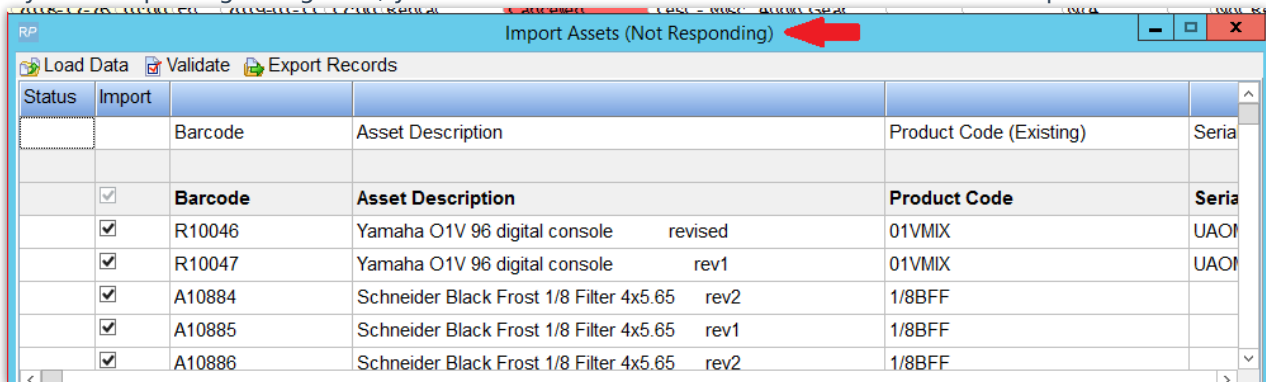 RP Import Assets (Not Responding)
Load Data Validate Export Records
Status Import
Barcode Asset Description Product Code (Existing) Seria
Barcode Asset Description Product Code Seria
R10046 Yamaha O1V 96 digital console revised 01VMIX
R10047 Yamaha O1V 96 digital console rev1 01VMIX
A10884 Schneider Black Frost 1/8 Filter 4x5.65 rev2 1/8BFF
A10885 Schneider Black Frost 1/8 Filter 4x5.65 rev1 1/8BFF
A10886 Schneider Black Frost 1/8 Filter 4x5.65 rev2 1/8BFF